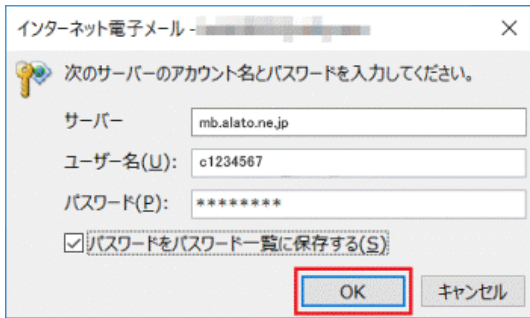 インターネット電子メール -
次のサーバーのアカウント名とパスワードを入力してください。
サーバー mb.alato.ne.jp
ユーザー名(U): c1234567
パスワード(P): ********
パスワードをパスワード一覧に保存する(S)
OK キャンセル